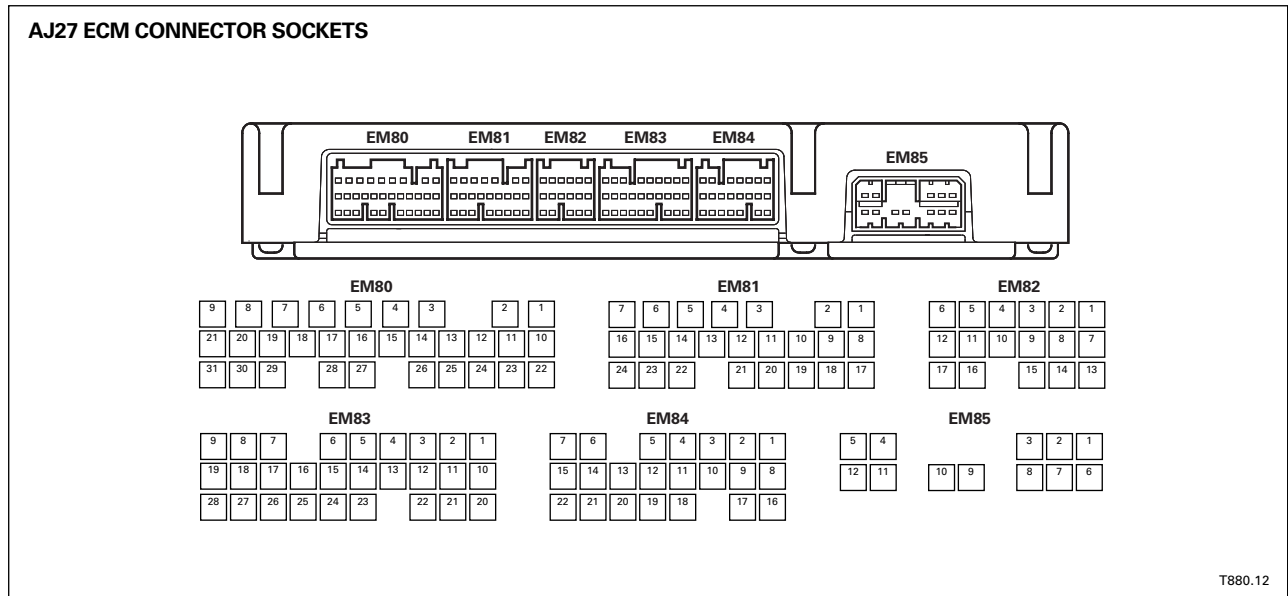 AJ27 ECM CONNECTOR SOCKETS
EM80 EM81 EM82 EM83 EM84
EM85
EM80 EM81 EM82
9 8 7 6 5 4 3 2 1 7 6 5 4 3 2 1 6 5 4 3 2 1
21 20 19 18 17 16 15 14 13 12 11 10 16 15 14 13 12 11 10 9 8 12 11 10 9 8 7
31 30 29 28 27 26 25 24 23 22 24 23 22 21 20 19 18 17 17 16 15 14 13
EM83 EM84 EM85
9 8 7 6 5 4 3 2 1 7 6 5 4 3 2 1 5 4 3 2 1
19 18 17 16 15 14 13 12 11 10 15 14 13 12 11 10 9 8 12 11 10 9 8 7 6
28 27 26 25 24 23 22 21 20 22 21 20 19 18 17 16
T880.12